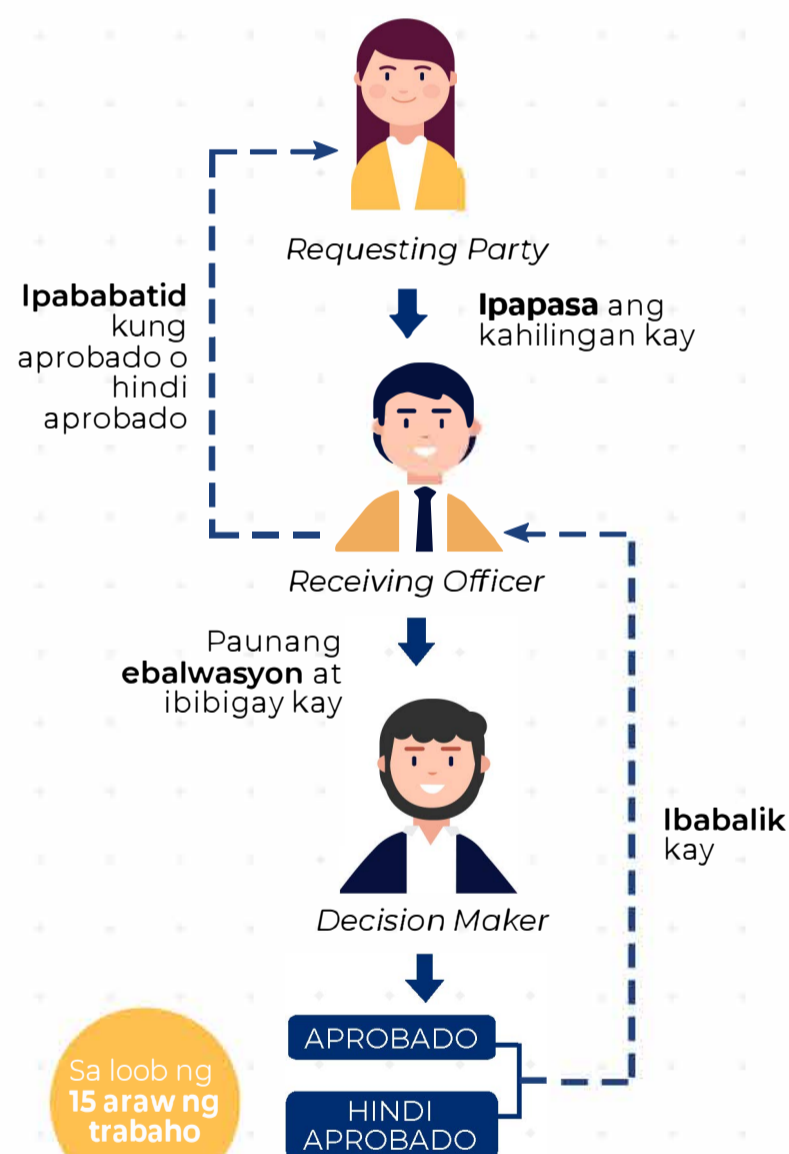 Requesting Party
Ipapasa ang
kahilingan kay
Ipababatid
kung
aprobado o
hindi
aprobado
Receiving Officer
Paunang
ebalwasyon at
ibibigay kay
Decision Maker
Ibabalik
kay
APROBADO
HINDI
APROBADO
Sa loob ng
15 araw ng
trabaho